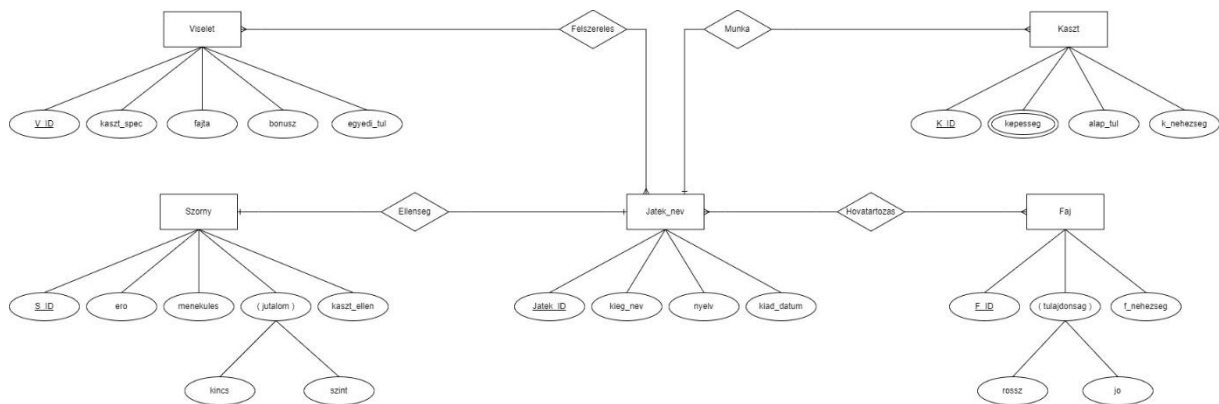 Viselet
Felszereles
Munka
Kaszt
V_ID
kaszt_spec
fajta
bonusz
egyedi_tul
K_ID
kepesseg
alap_tul
k_nehezseg
Szorny
Ellenseg
Jatek_nev
Hovatartozas
Faj
S_ID
ero
menekules
( jutalom )
kaszt_ellen
Jatek_ID
kieg_nev
nyelv
kiad_datum
F_ID
( tulajdonsag )
f_nehezseg
kincs
szint
rossz
jo